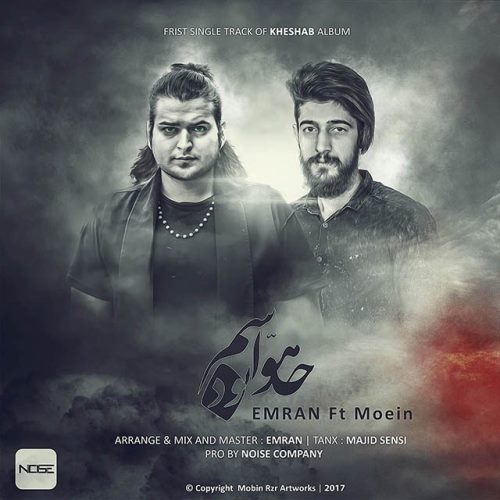 FRIST SINGLE TRACK OF KHESHAB ALBUM
EMRAN Ft Moein
ARRANGE & MIX AND MASTER : EMRAN | TANX : MAJID SENSI
PRO BY NOISE COMPANY
NOISE
© Copyright Mobin Rzr Artworks | 2017